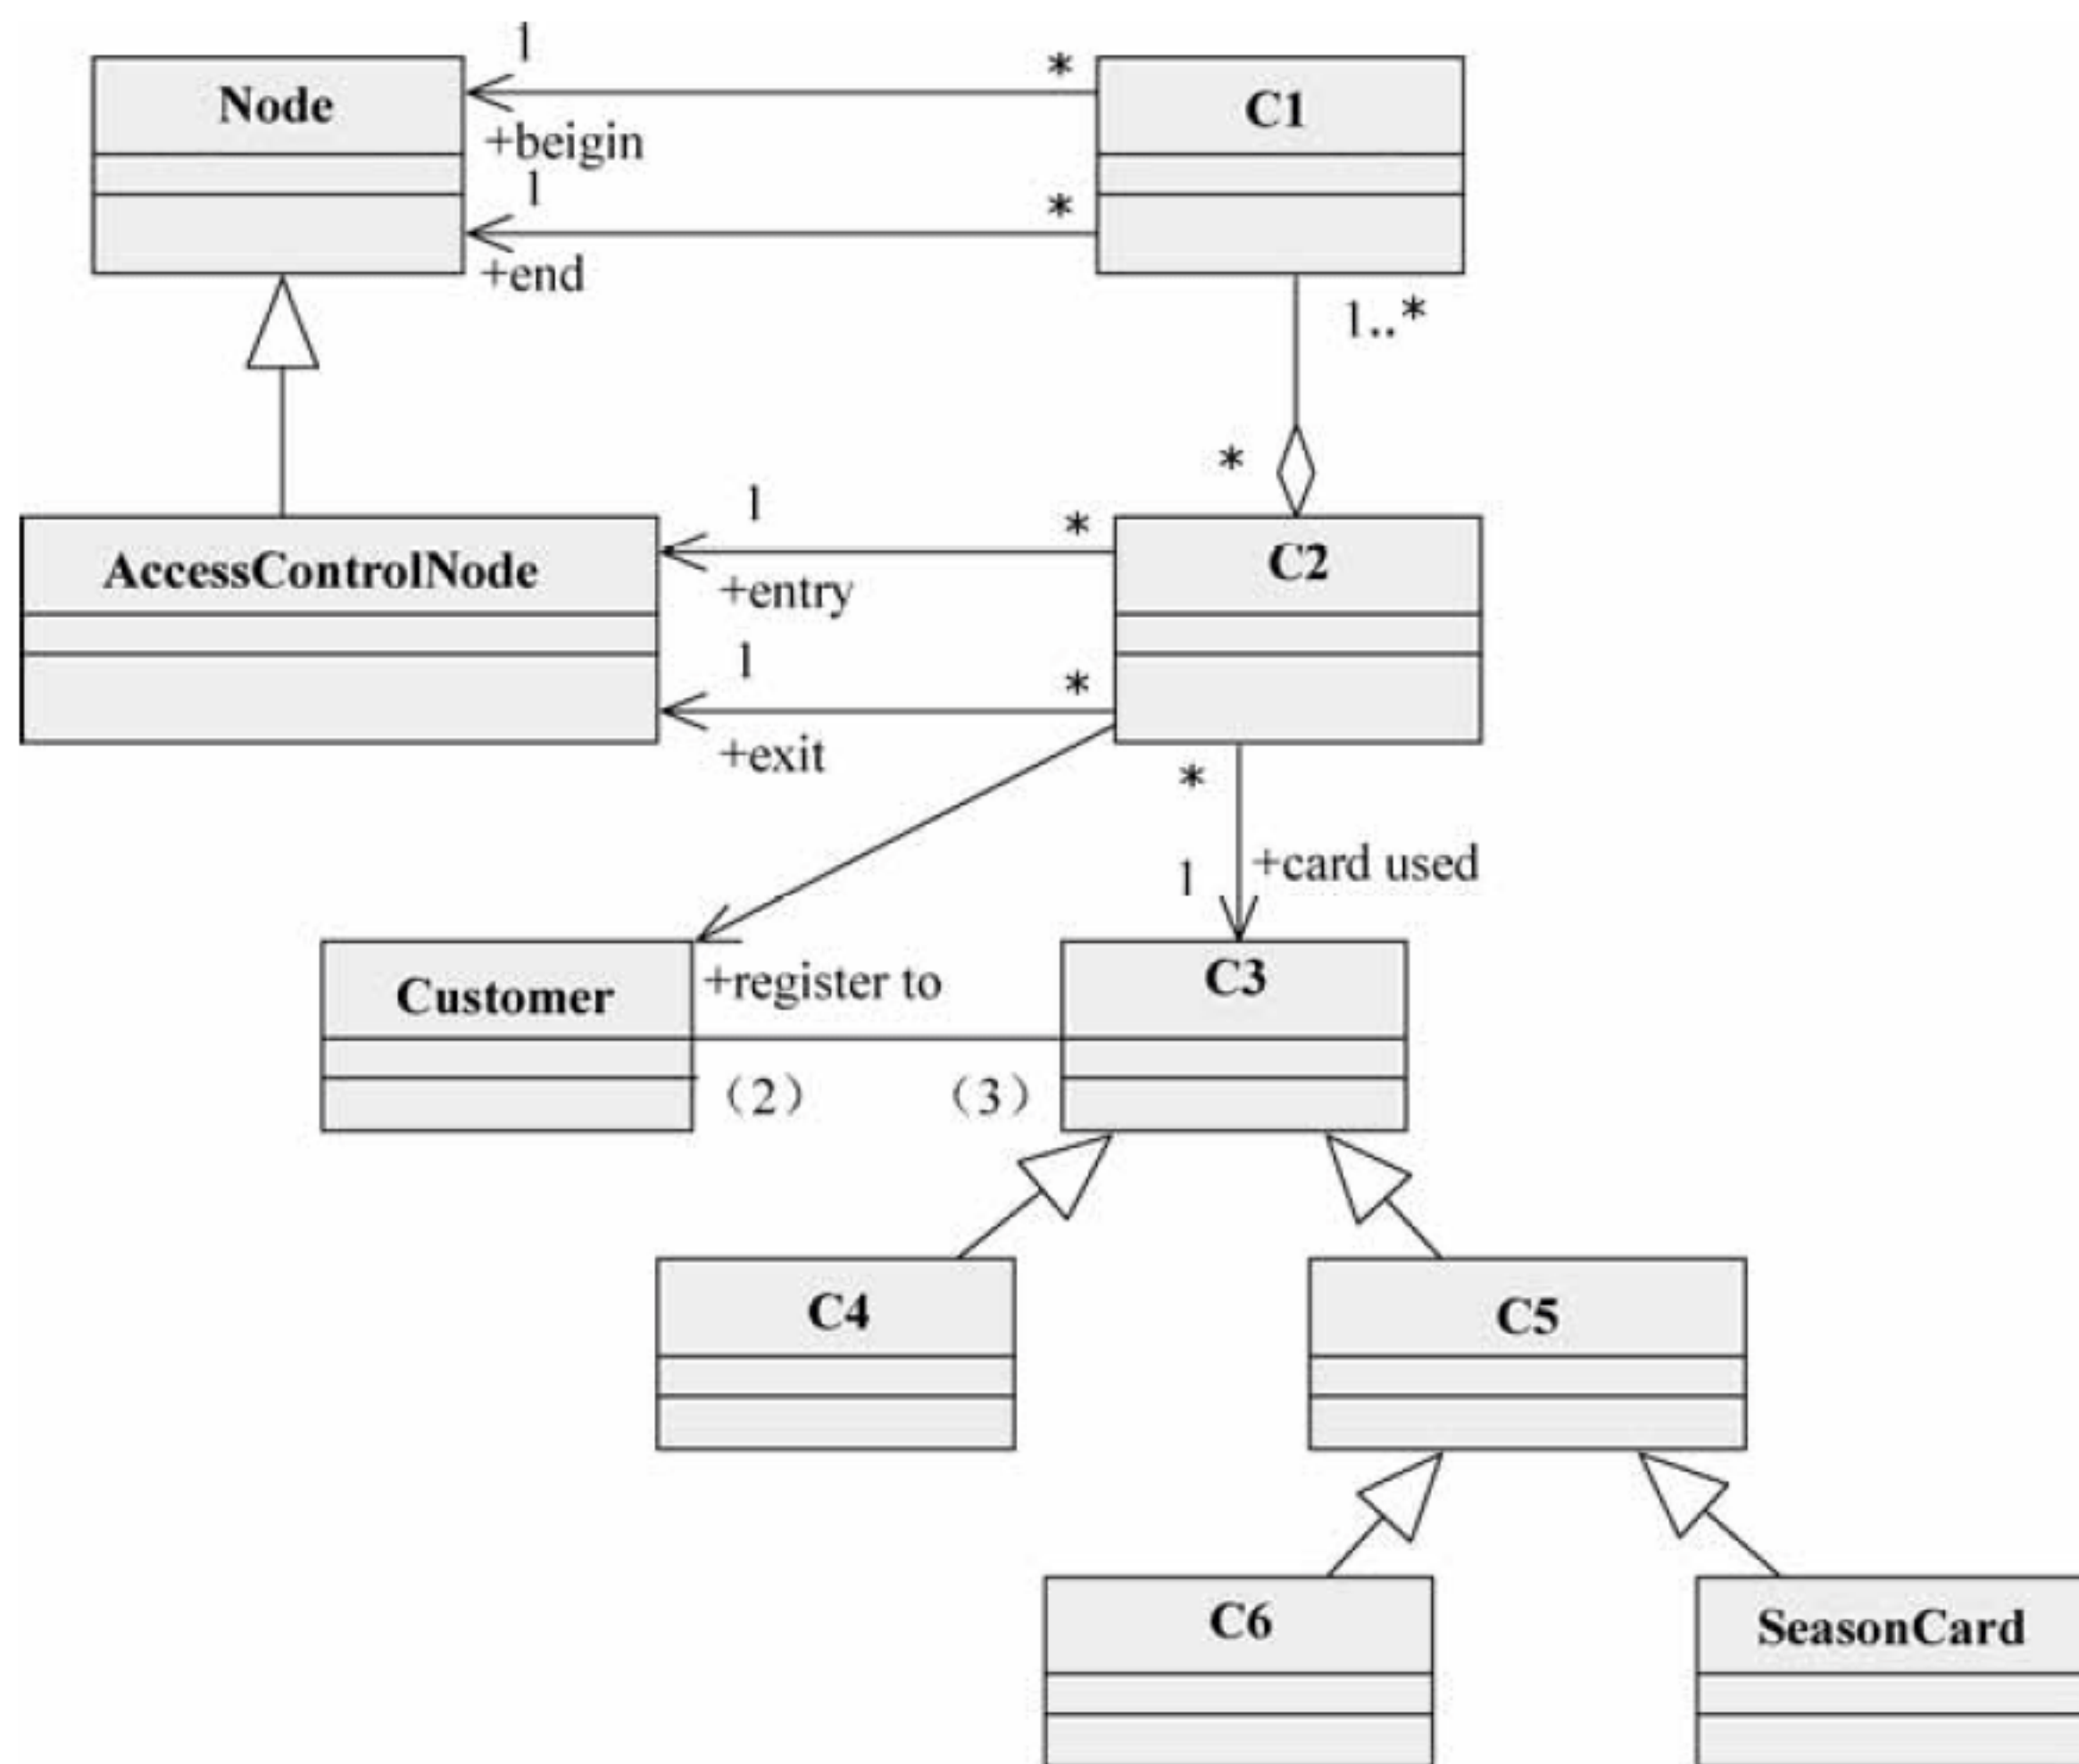 1
*
Node
C1
+beigin
1
*
+end
1..*
*
1
*
AccessControlNode
C2
+entry
1
*
+exit
*
+card used
1
Customer
C3
+register to
（2）
（3）
C4
C5
C6
SeasonCard